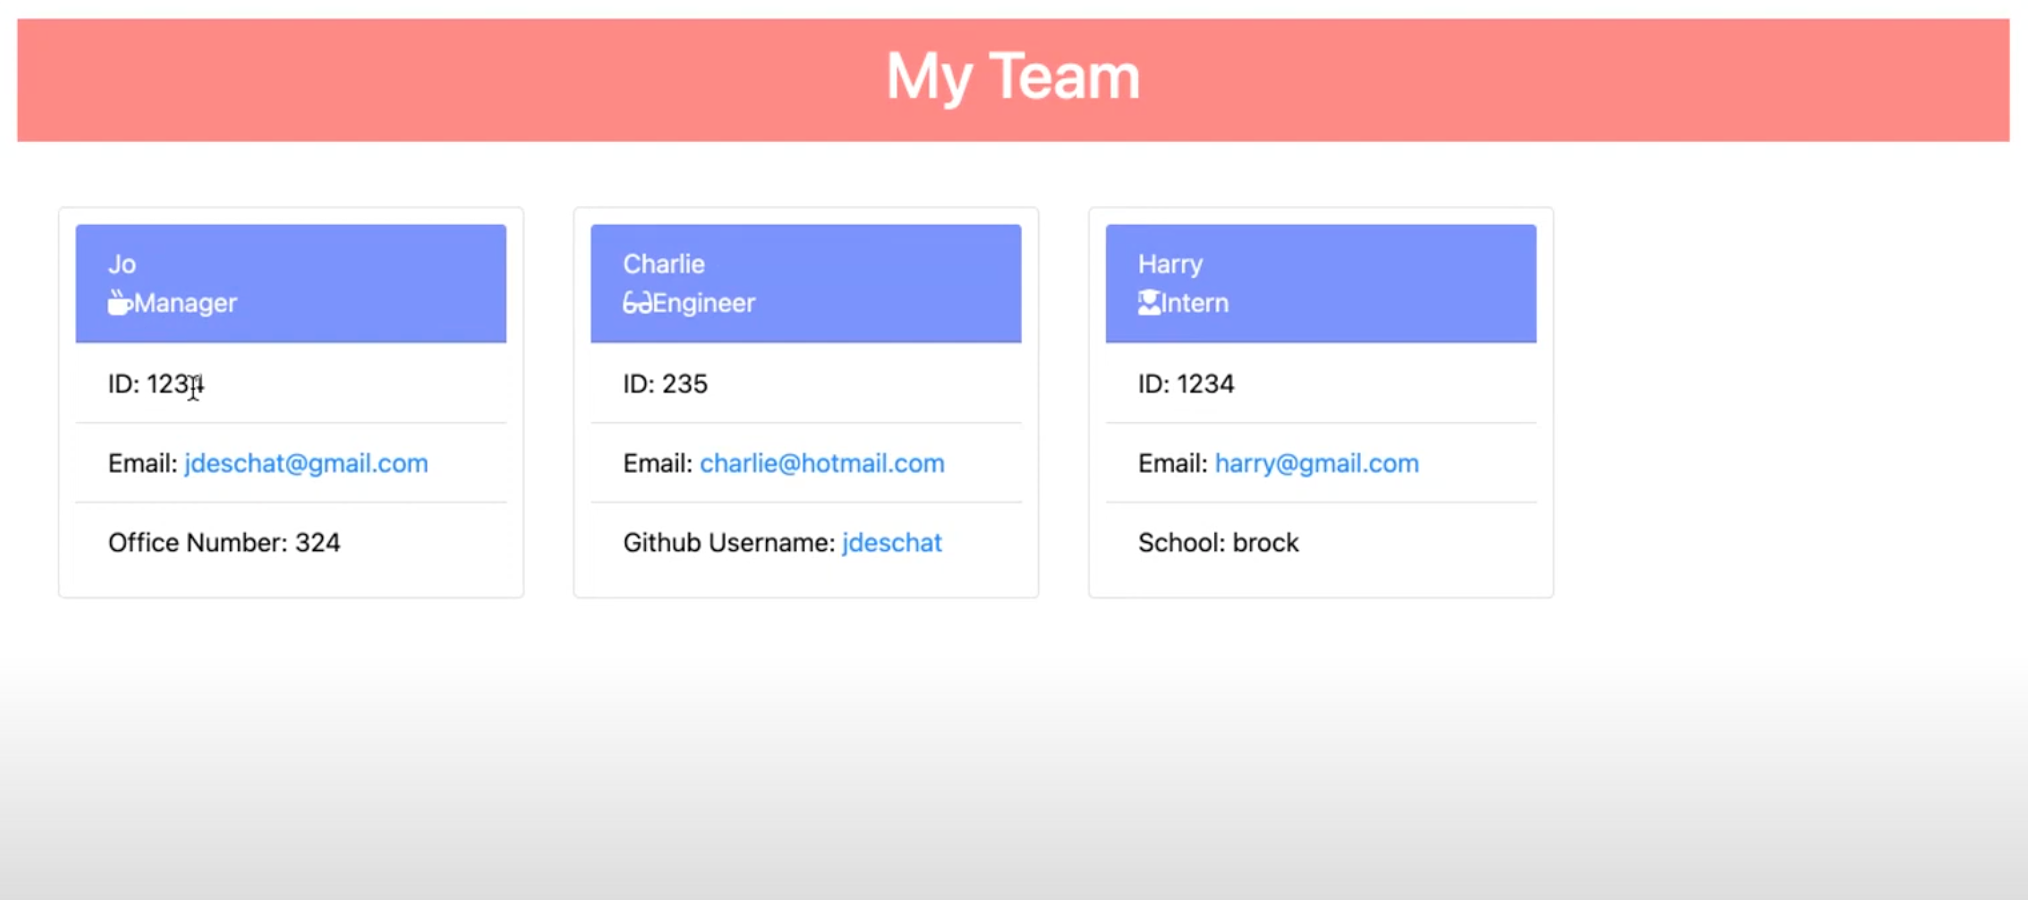 My Team
Jo
Manager
ID: 1234
Email: jdeschat@gmail.com
Office Number: 324
Charlie
Engineer
ID: 235
Email: charlie@hotmail.com
Github Username: jdeschat
Harry
Intern
ID: 1234
Email: harry@gmail.com
School: brock